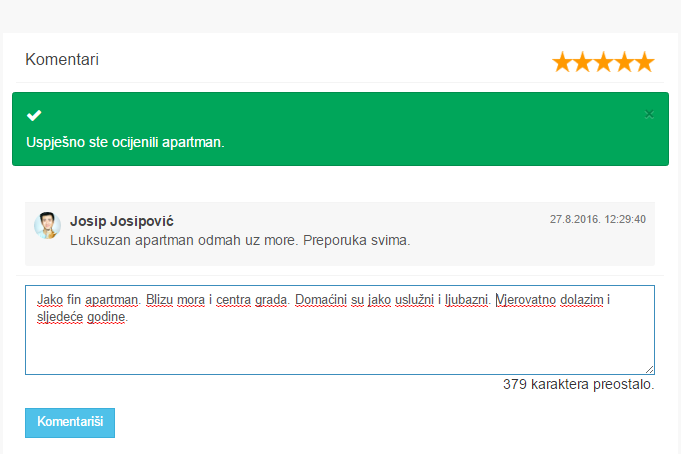 Komentari
×
Uspješno ste ocijenili apartman.
Josip Josipović
27.8.2016. 12:29:40
Luksuzan apartman odmah uz more. Preporuka svima.
Jako fin apartman. Blizu mora i centra grada. Domaćini su jako uslužni i ljubazni. Vjerovatno dolazim i
sljedeće godine.
379 karaktera preostalo.
Komentariši